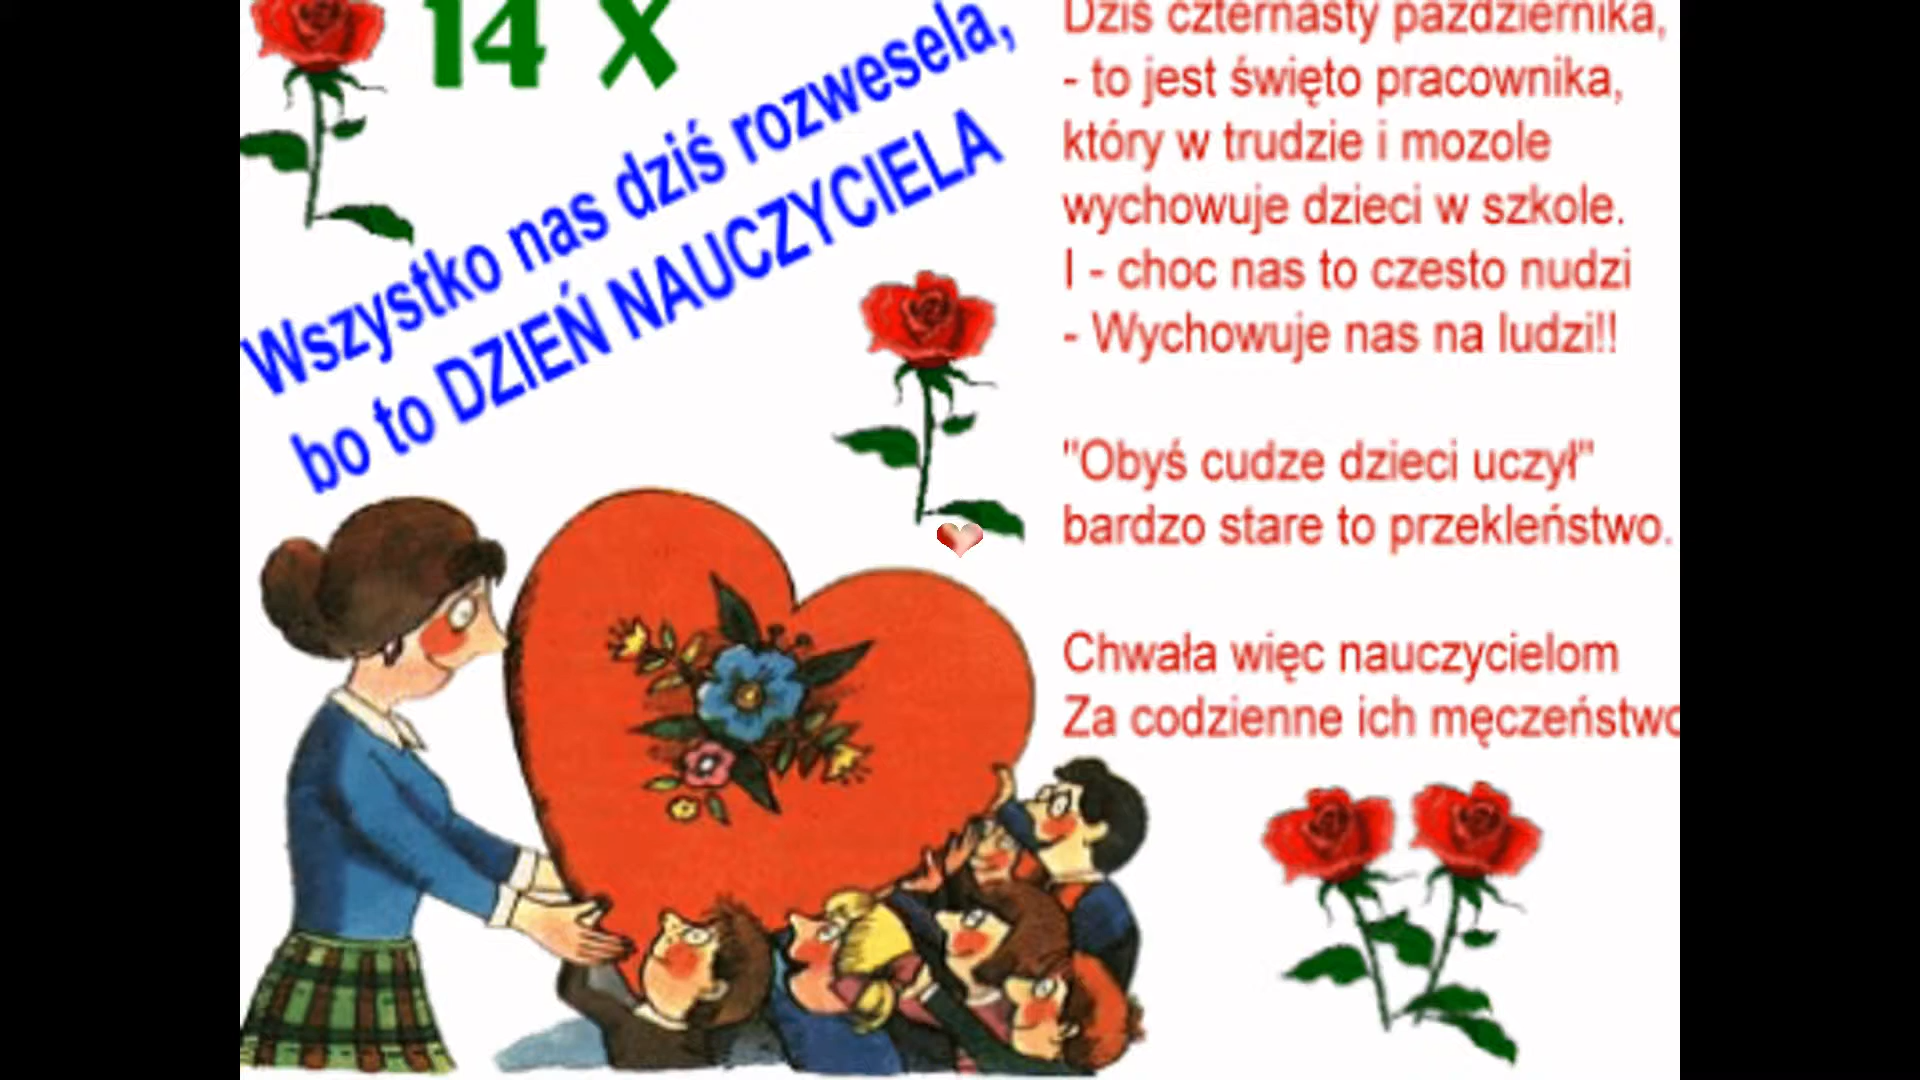 14 X
Wszystko nas dziś rozwesela,
bo to DZIEŃ NAUCZYCIELA
Dziś czternasty października,
- to jest święto pracownika,
który w trudzie i mozole
wychowuje dzieci w szkole.
I - choc nas to czesto nudzi
- Wychowuje nas na ludzi!!
"Obyś cudze dzieci uczył"
bardzo stare to przekleństwo.
Chwała więc nauczycielom
Za codzienne ich męczeństwo